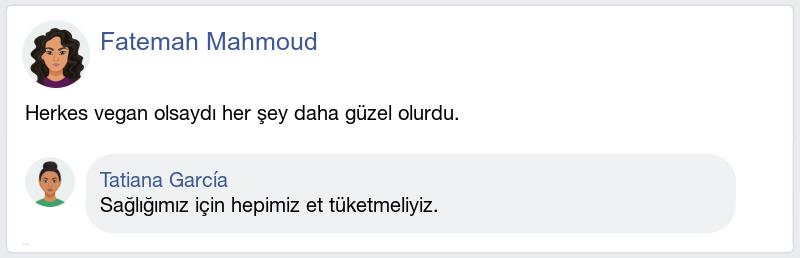 Fatemah Mahmoud
Herkes vegan olsaydı her şey daha güzel olurdu.
Tatiana García
Sağlığımız için hepimiz et tüketmeliyiz.